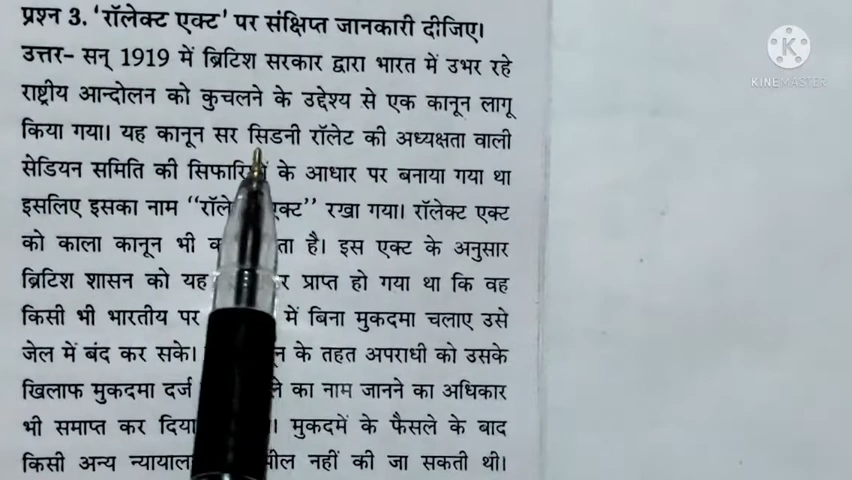 प्रश्न 3. 'रॉलेक्ट एक्ट' पर संक्षिप्त जानकारी दीजिए।
उत्तर- सन् 1919 में ब्रिटिश सरकार द्वारा भारत में उभर रहे
राष्ट्रीय आन्दोलन को कुचलने के उद्देश्य से एक कानून लागू
किया गया। यह कानून सर सिडनी रॉलेट की अध्यक्षता वाली
सेडियन समिति की के आधार पर बनाया गया था
इसलिए इसका नाम रखा गया। रॉलेक्ट एक्ट
को काला कानून भी है। इस एक्ट के अनुसार
ब्रिटिश शासन को यह प्राप्त हो गया था कि वह
किसी भी भारतीय पर में बिना मुकदमा चलाए उसे
जेल में बंद कर सके। के तहत अपराधी को उसके
खिलाफ मुकदमा दर्ज का नाम जानने का अधिकार
भी समाप्त कर दिया मुकदमें के फैसले के बाद
किसी अन्य नहीं की जा सकती थी।
KINEMASTER